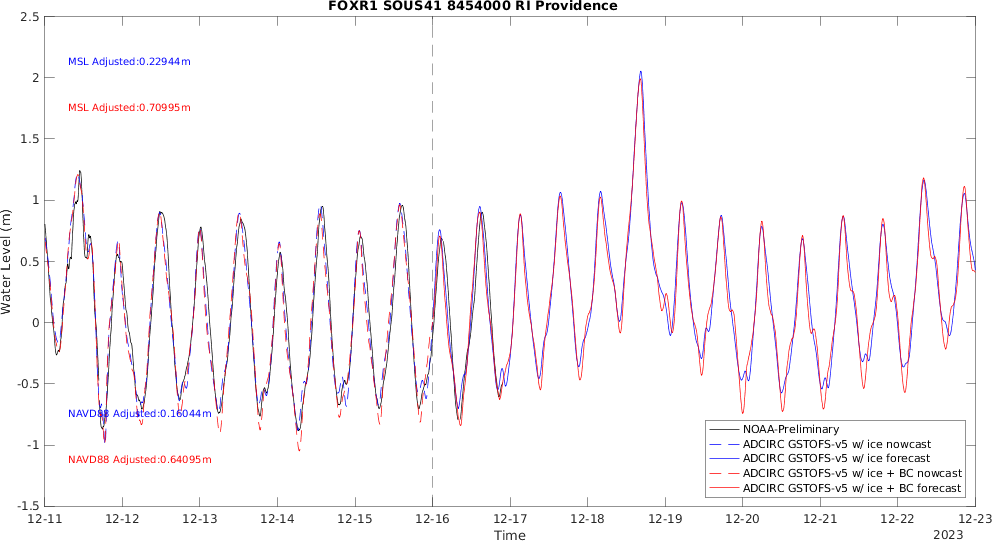 FOXR1 SOUS41 8454000 RI Providence
2.5
2
1.5
1
0.5
0
-0.5
-1
-1.5
Water Level (m)
MSL Adjusted:0.22944m
MSL Adjusted:0.70995m
NAVD88 Adjusted:0.16044m
NAVD88 Adjusted:0.64095m
NOAA-Preliminary
ADCIRC GSTOFS-v5 w/ ice nowcast
ADCIRC GSTOFS-v5 w/ ice forecast
ADCIRC GSTOFS-v5 w/ ice + BC nowcast
ADCIRC GSTOFS-v5 w/ ice + BC forecast
12-11 12-12 12-13 12-14 12-15 12-16 12-17 12-18 12-19 12-20 12-21 12-22 12-23
Time
2023